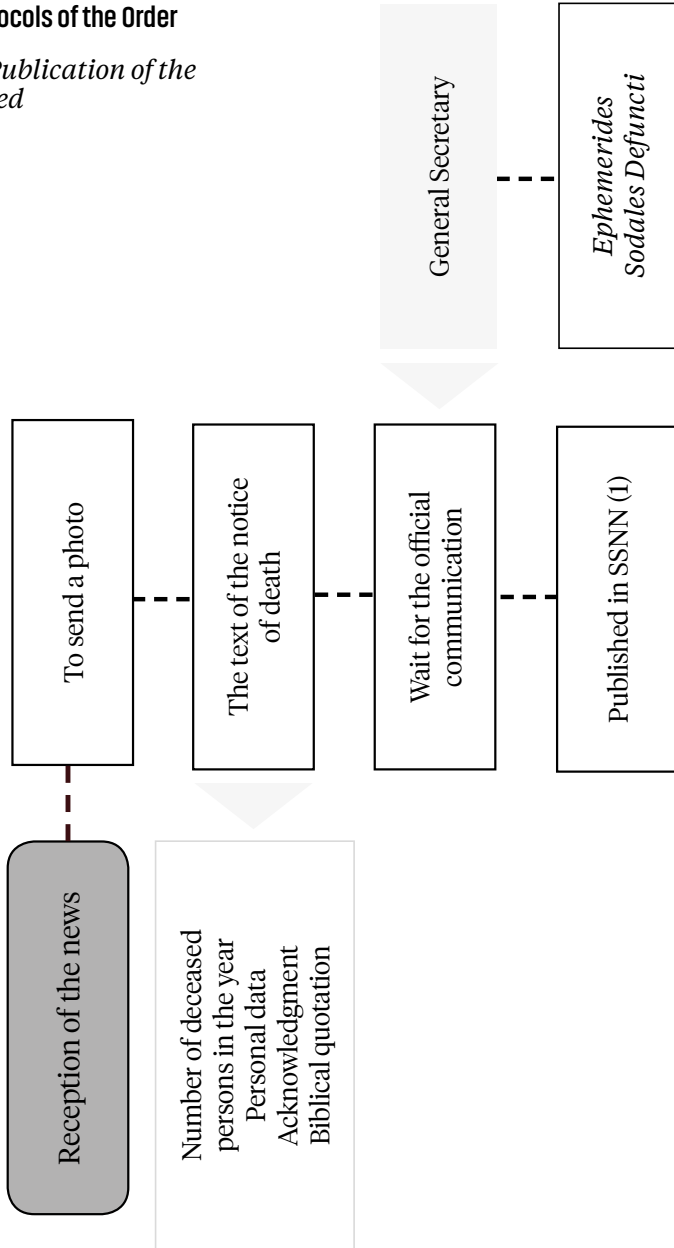 ocols of the Order
Publication of the
ed
Reception of the news
To send a photo
The text of the notice
of death
Number of deceased
persons in the year
Personal data
Acknowledgment
Biblical quotation
Wait for the official
communication
General Secretary
Published in SSNN (1)
Ephemerides
Sodales Defuncti